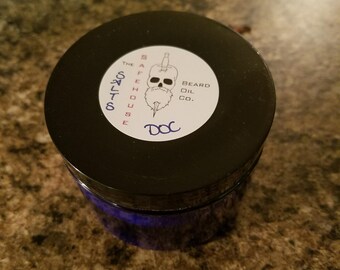 THE
SAFEHOUSE
BEARD
OIL
CO.
SALTS
DOC